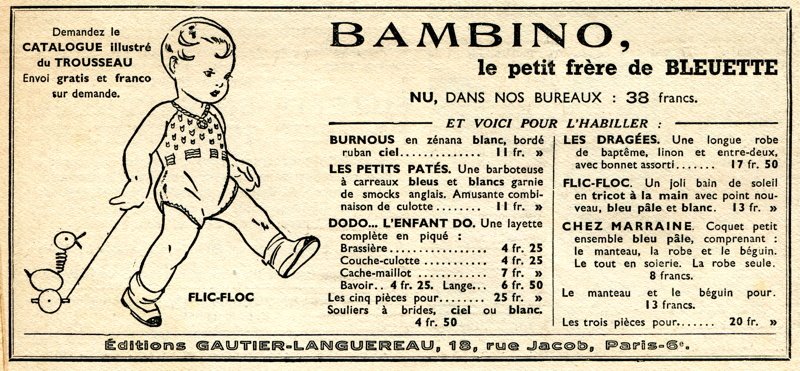 Demandez le
CATALOGUE illustré
du TROUSSEAU
Envoi gratis et franco
sur demande.
FLIC-FLOC
BAMBINO,
le petit frère de BLEUETTE
NU, DANS NOS BUREAUX : 38 francs.
ET VOICI POUR L'HABILLER :
BURNOUS en zénana blanc, bordé
ruban ciel............... 11 fr. »
LES PETITS PATÉS. Une barboteuse
à carreaux bleus et blancs garnie
de smocks anglais. Amusante combi-
naison de culotte........ 11 fr. »
DODO... L'ENFANT DO. Une layette
complète en piqué :
Brassière................ 4 fr. 25
Couche-culotte........... 4 fr. 25
Cache-maillot............ 7 fr. »
Bavoir.. 4 fr. 25. Lange... 6 fr. 50
Les cinq pièces pour........ 25 fr. »
Souliers à brides, ciel ou blanc.
4 fr. 50
LES DRAGÉES. Une longue robe
de baptême, linon et entre-deux,
avec bonnet assorti...... 17 fr. 50
FLIC-FLOC. Un joli bain de soleil
en tricot à la main avec point nou-
veau, bleu pâle et blanc. 13 fr. »
CHEZ MARRAINE. Coquet petit
ensemble bleu pâle, comprenant :
le manteau, la robe et le béguin.
Le tout en soierie. La robe seule.
8 francs.
Le manteau et le béguin pour.
13 francs.
Les trois pièces pour....... 20 fr. »
Éditions GAUTIER-LANGUEREAU, 18, rue Jacob, Paris-6e.